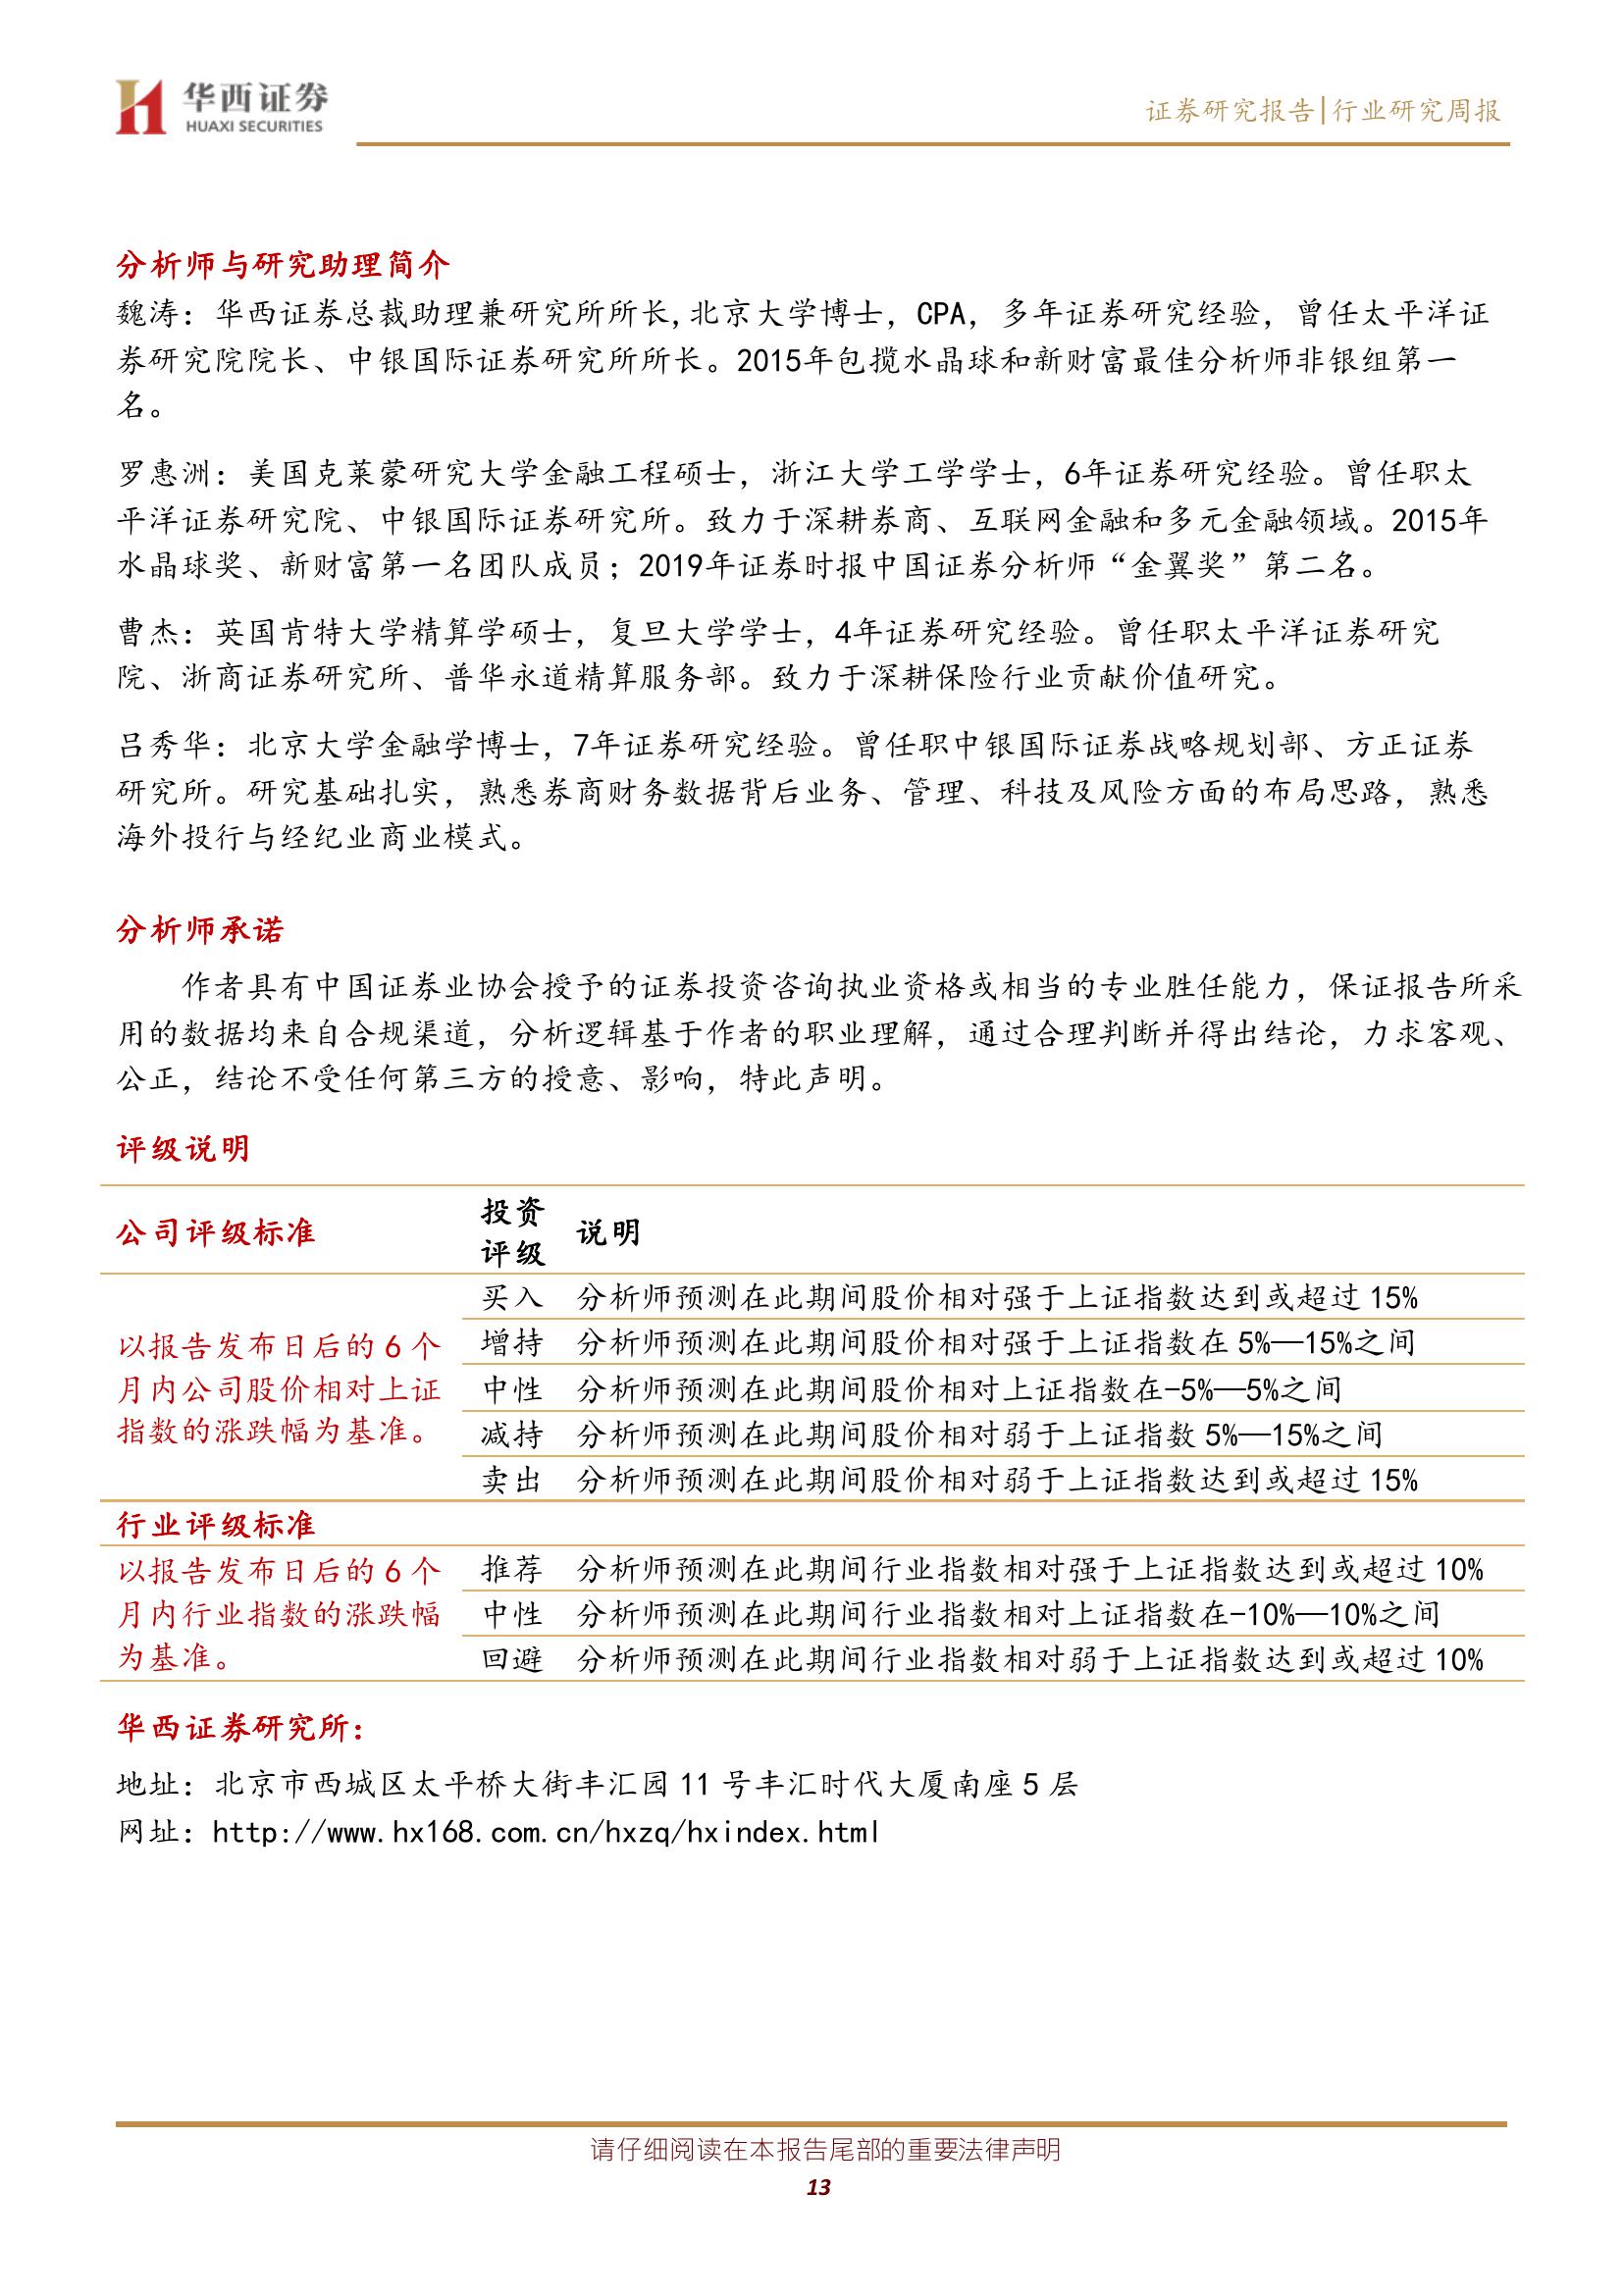 华西证券
HUAXI SECURITIES
证券研究报告|行业研究周报
分析师与研究助理简介
魏涛：华西证券总裁助理兼研究所所长,北京大学博士，CPA，多年证券研究经验，曾任太平洋证
券研究院院长、中银国际证券研究所所长。2015年包揽水晶球和新财富最佳分析师非银组第一
名。
罗惠洲：美国克莱蒙研究大学金融工程硕士，浙江大学工学学士，6年证券研究经验。曾任职太
平洋证券研究院、中银国际证券研究所。致力于深耕券商、互联网金融和多元金融领域。2015年
水晶球奖、新财富第一名团队成员；2019年证券时报中国证券分析师“金翼奖”第二名。
曹杰：英国肯特大学精算学硕士，复旦大学学士，4年证券研究经验。曾任职太平洋证券研究
院、浙商证券研究所、普华永道精算服务部。致力于深耕保险行业贡献价值研究。
吕秀华：北京大学金融学博士，7年证券研究经验。曾任职中银国际证券战略规划部、方正证券
研究所。研究基础扎实，熟悉券商财务数据背后业务、管理、科技及风险方面的布局思路，熟悉
海外投行与经纪业商业模式。
分析师承诺
作者具有中国证券业协会授予的证券投资咨询执业资格或相当的专业胜任能力，保证报告所采
用的数据均来自合规渠道，分析逻辑基于作者的职业理解，通过合理判断并得出结论，力求客观、
公正，结论不受任何第三方的授意、影响，特此声明。
评级说明
公司评级标准
投资
评级
说明
以报告发布日后的 6 个
月内公司股价相对上证
指数的涨跌幅为基准。
买入 分析师预测在此期间股价相对强于上证指数达到或超过 15%
增持 分析师预测在此期间股价相对强于上证指数在 5%—15%之间
中性 分析师预测在此期间股价相对上证指数在-5%—5%之间
减持 分析师预测在此期间股价相对弱于上证指数 5%—15%之间
卖出 分析师预测在此期间股价相对弱于上证指数达到或超过 15%
行业评级标准
以报告发布日后的 6 个
月内行业指数的涨跌幅
为基准。
推荐 分析师预测在此期间行业指数相对强于上证指数达到或超过 10%
中性 分析师预测在此期间行业指数相对上证指数在-10%—10%之间
回避 分析师预测在此期间行业指数相对弱于上证指数达到或超过 10%
华西证券研究所：
地址：北京市西城区太平桥大街丰汇园 11 号丰汇时代大厦南座 5 层
网址：http://www.hx168.com.cn/hxzq/hxindex.html
请仔细阅读在本报告尾部的重要法律声明
13